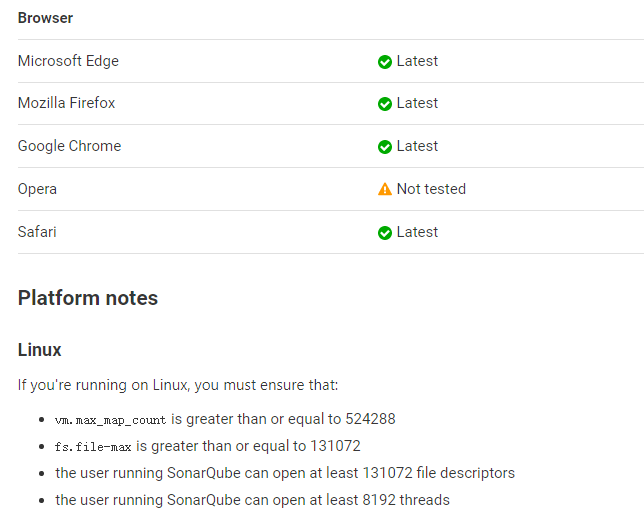 Browser
Microsoft Edge Latest
Mozilla Firefox Latest
Google Chrome Latest
Opera Not tested
Safari Latest
Platform notes
Linux
If you're running on Linux, you must ensure that:
vm.max_map_count is greater than or equal to 524288
fs.file-max is greater than or equal to 131072
the user running SonarQube can open at least 131072 file descriptors
the user running SonarQube can open at least 8192 threads